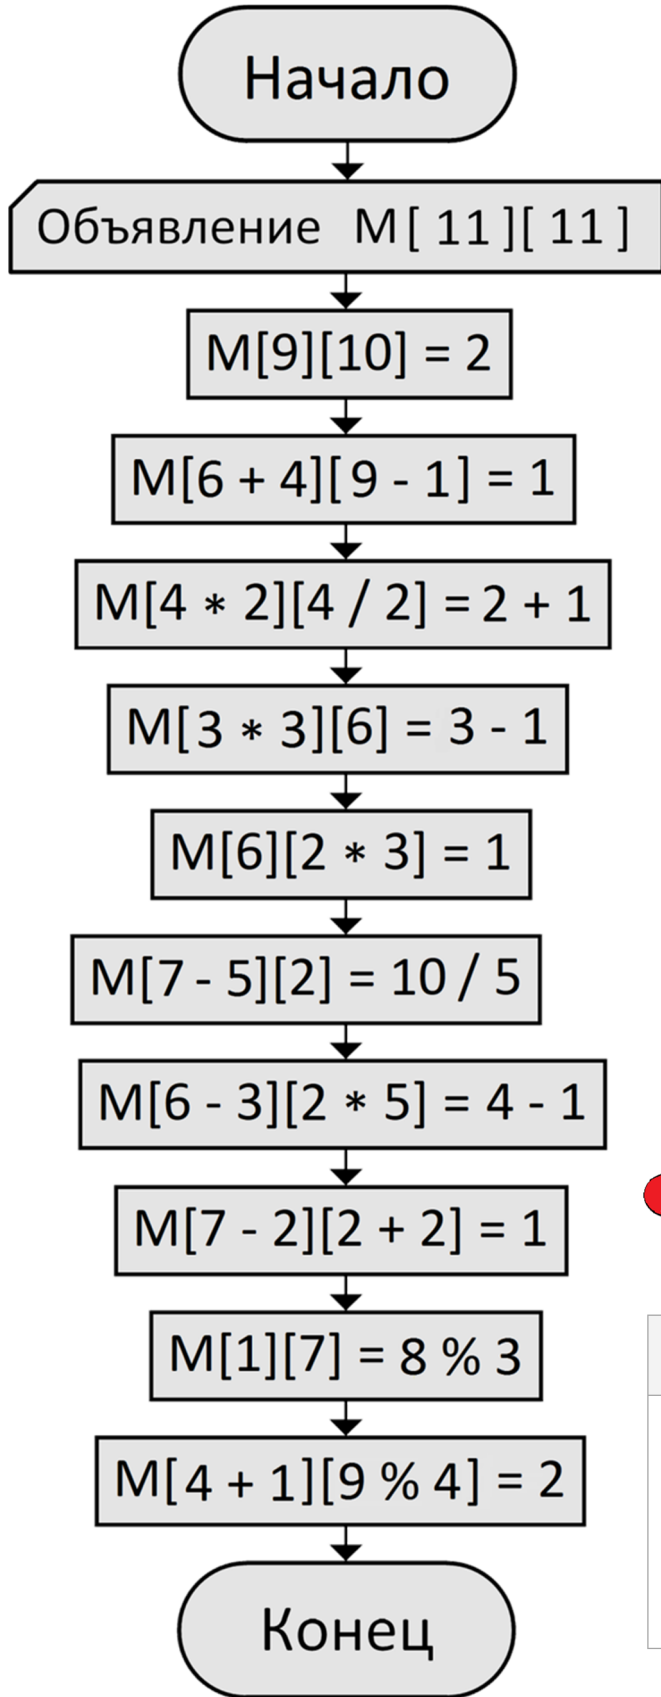 Начало
Объявление M[ 11 ][ 11 ]
M[9][10] = 2
M[6 + 4][ 9 - 1] = 1
M[4 * 2][4 / 2] = 2 + 1
M[3 * 3][6] = 3 - 1
M[6][2 * 3] = 1
M[7 - 5][2] = 10 / 5
M[6 - 3][2 * 5] = 4 - 1
M[7 - 2][2 + 2] = 1
M[1][7] = 8 % 3
M[4 + 1][9 % 4] = 2
Конец